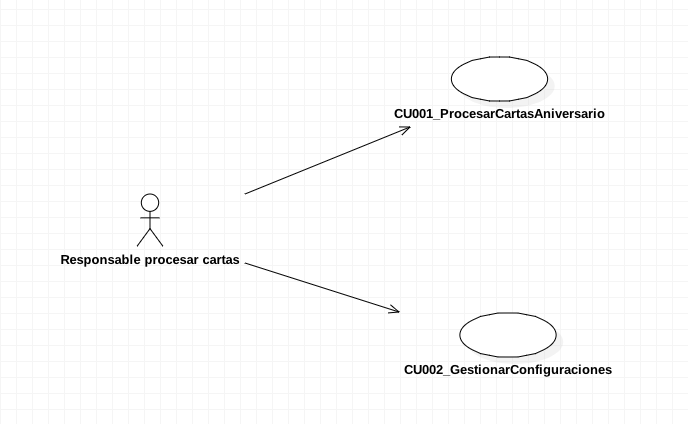 CU001_ProcesarCartasAniversario
Responsable procesar cartas
CU002_GestionarConfiguraciones